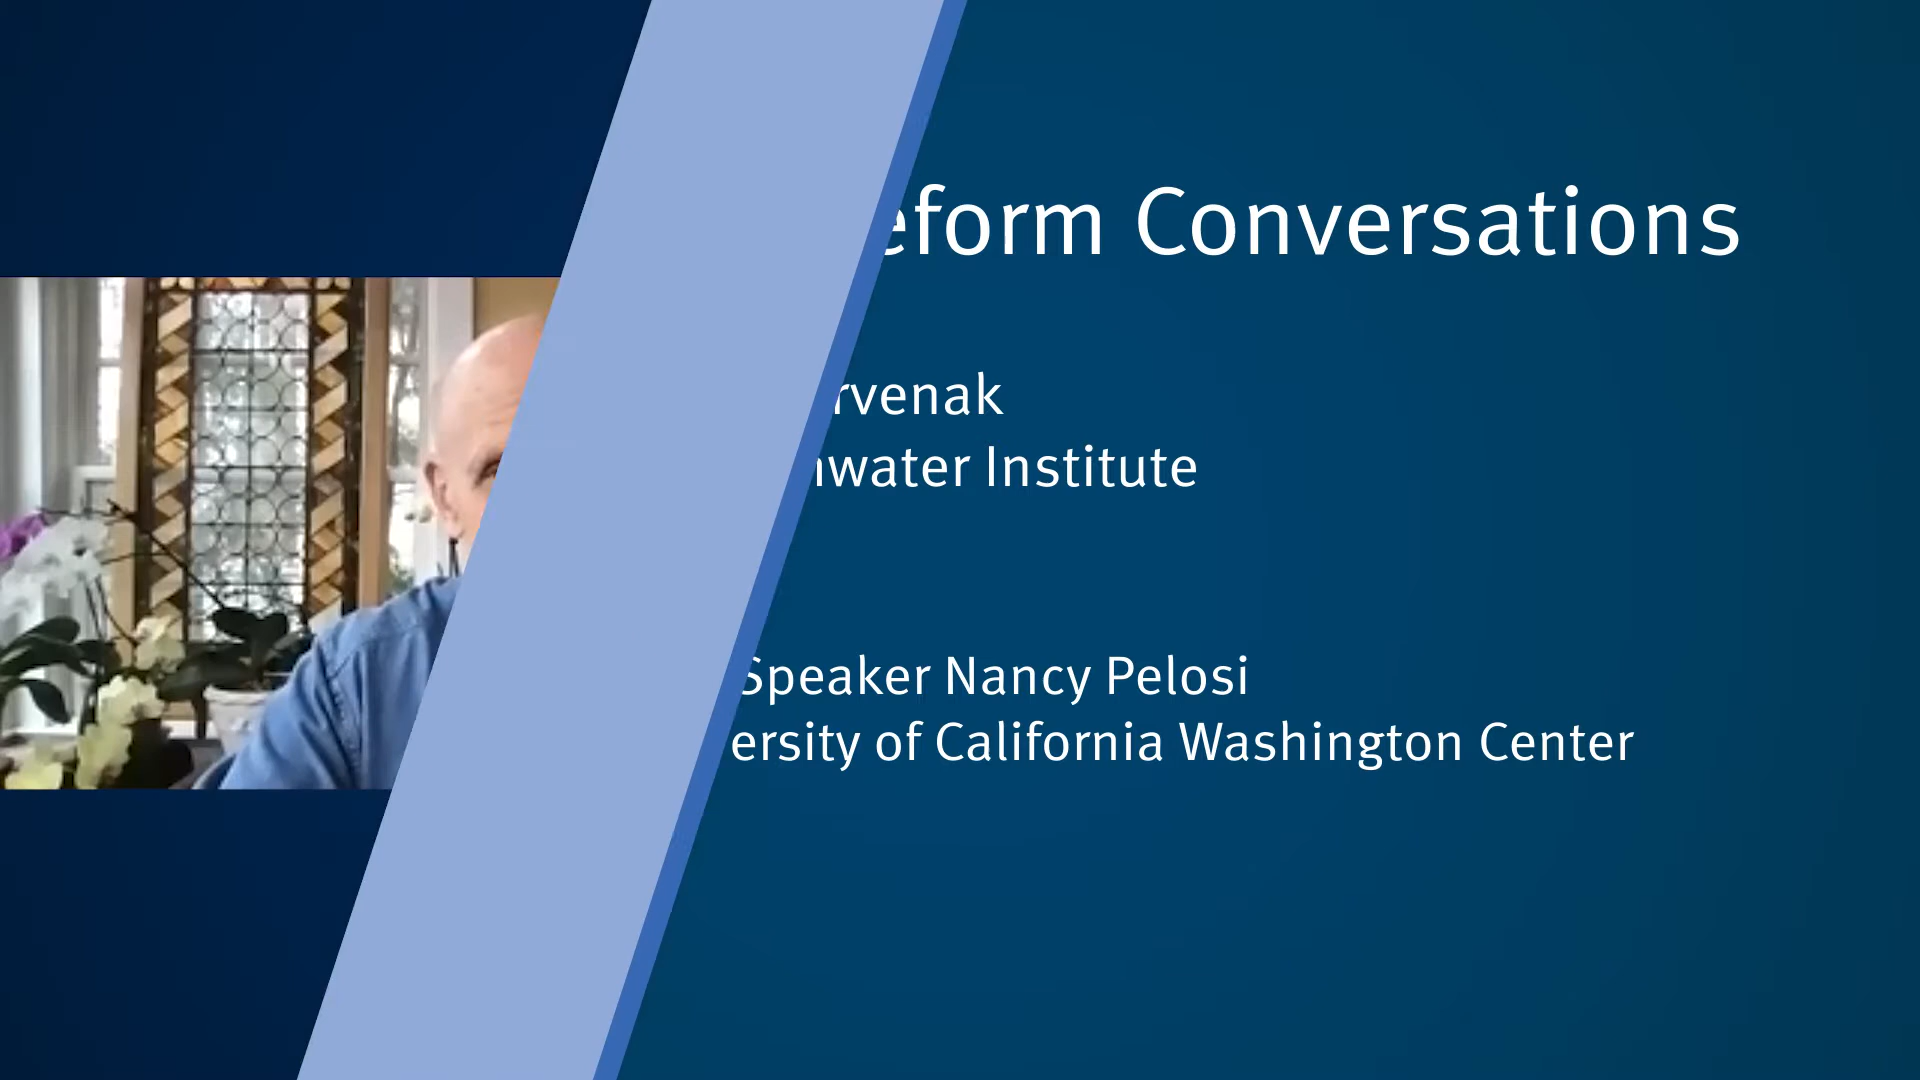 eform Conversations
rvenak
water Institute
Speaker Nancy Pelosi
ersity of California Washington Center